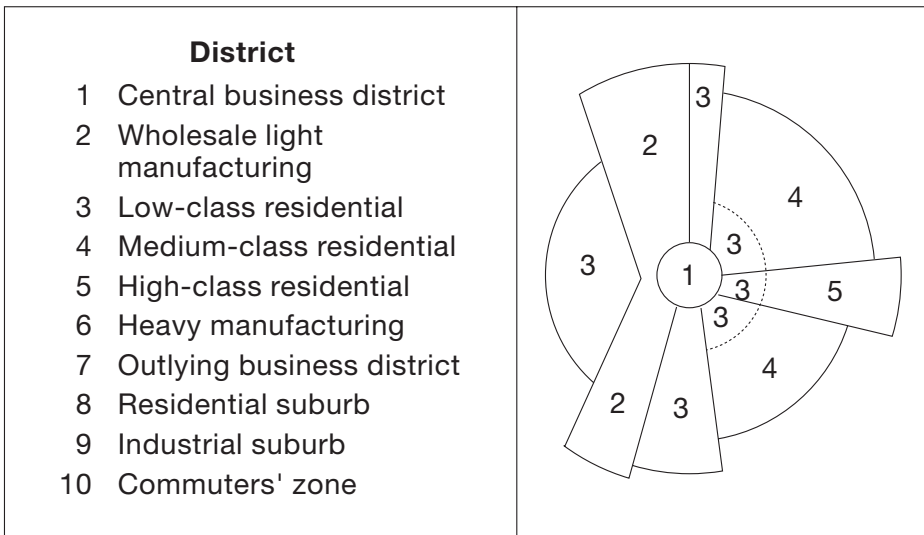 District
1 Central business district
2 Wholesale light
manufacturing
3 Low-class residential
4 Medium-class residential
5 High-class residential
6 Heavy manufacturing
7 Outlying business district
8 Residential suburb
9 Industrial suburb
10 Commuters' zone
3
2
4
3
3
1
3
5
3
4
2
3